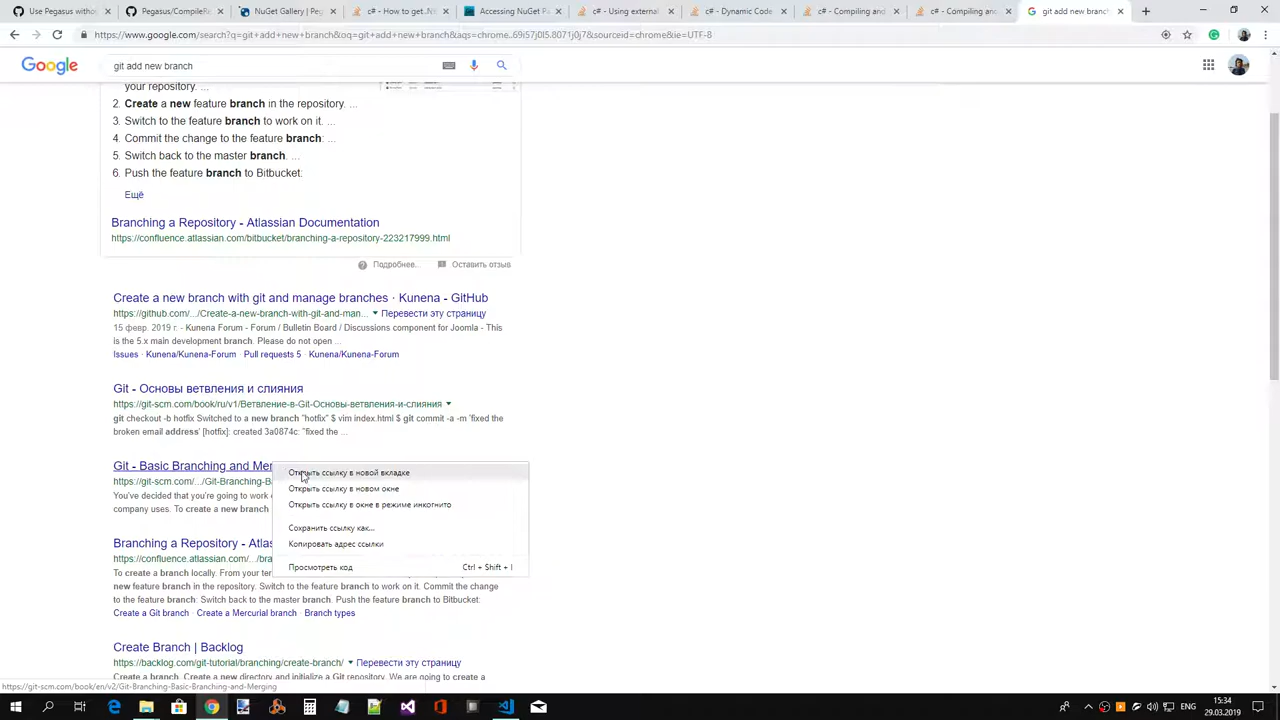 Use Pegasus withou
Pegasus/CompileRe
NuGet Gallery | Peg
c# - How to get .NE
Accessing NuGet Pa
c# - Using external
c# - Dynamic Code
c# - Compiling and
c# - Compiling and
git add new branch
https://www.google.com/search?q=git+add+new+branch&oq=git+add+new+branch&aqs=chrome..69i57j0l5.8071j0j7&sourceid=chrome&ie=UTF-8
Google
git add new branch
your repository. ...
2. Create a new feature branch in the repository. ...
3. Switch to the feature branch to work on it. ...
4. Commit the change to the feature branch: ...
5. Switch back to the master branch. ...
6. Push the feature branch to Bitbucket:
Ещё
Branching a Repository - Atlassian Documentation
https://confluence.atlassian.com/bitbucket/branching-a-repository-223217999.html
Подробнее...
Оставить отзыв
Create a new branch with git and manage branches · Kunena - GitHub
https://github.com/.../Create-a-new-branch-with-git-and-man... Перевести эту страницу
15 февр. 2019 г. - Kunena Forum - Forum / Bulletin Board / Discussions component for Joomla - This
is the 5.x main development branch. Please do not open ...
Issues · Kunena/Kunena-Forum · Pull requests 5 · Kunena/Kunena-Forum
Git - Основы ветвления и слияния
https://git-scm.com/book/ru/v1/Ветвление-в-Git-Основы-ветвления-и-слияния
git checkout -b hotfix Switched to a new branch "hotfix" $ vim index.html $ git commit -a -m 'fixed the
broken email address' [hotfix]: created 3a0874c: "fixed the ...
Git - Basic Branching and Mer
https://git-scm.com/.../Git-Branching-B
You've decided that you're going to work
company uses. To create a new branch
Открыть ссылку в новой вкладке
Открыть ссылку в новом окне
Открыть ссылку в окне в режиме инкогнито
Сохранить ссылку как...
Копировать адрес ссылки
Просмотреть код Ctrl + Shift + I
Branching a Repository - Atlas
https://confluence.atlassian.com/.../bra
To create a branch locally. From your ter
new feature branch in the repository. Switch to the feature branch to work on it. Commit the change
to the feature branch: Switch back to the master branch. Push the feature branch to Bitbucket:
Create a Git branch · Create a Mercurial branch · Branch types
Create Branch | Backlog
https://backlog.com/git-tutorial/branching/create-branch/ Перевести эту страницу
Create a branch. Create a new directory and initialize a Git repository. We are going to create a
https://git-scm.com/book/en/v2/Git-Branching-Basic-Branching-and-Merging
ENG
15:34
29.03.2019